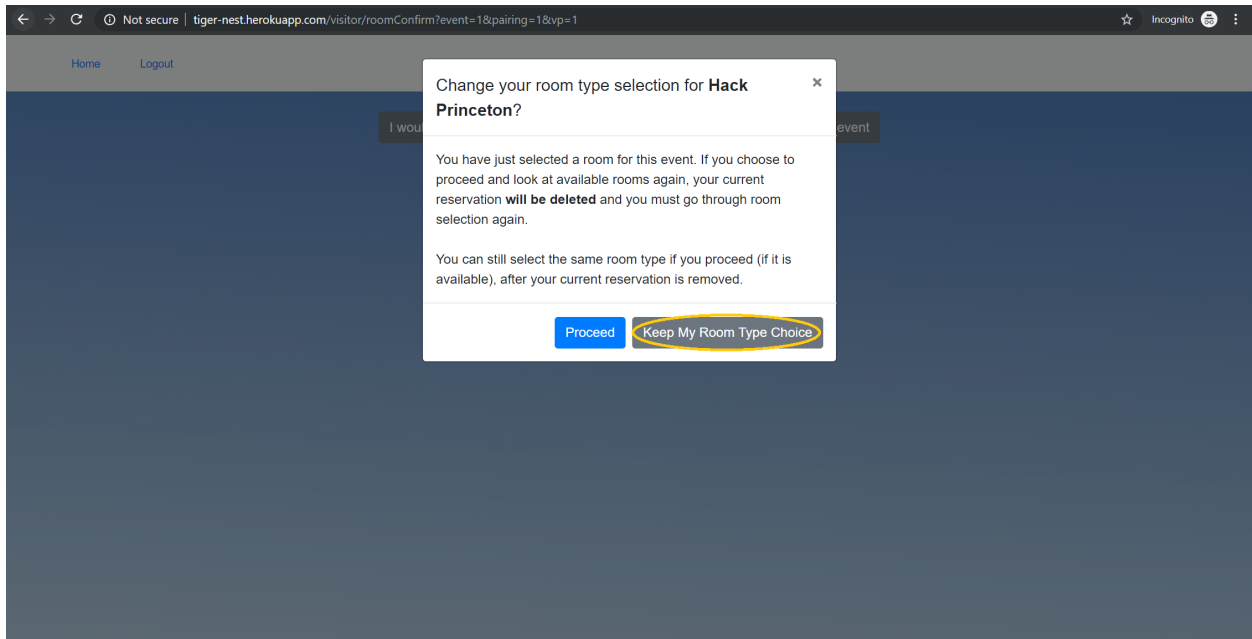 Not secure | tiger-nest.herokuapp.com/visitor/roomConfirm?event=1&pairing=1&vp=1 Incognito
Home Logout
Change your room type selection for Hack
Princeton? ×
I woul event
You have just selected a room for this event. If you choose to
proceed and look at available rooms again, your current
reservation will be deleted and you must go through room
selection again.
You can still select the same room type if you proceed (if it is
available), after your current reservation is removed.
Proceed Keep My Room Type Choice